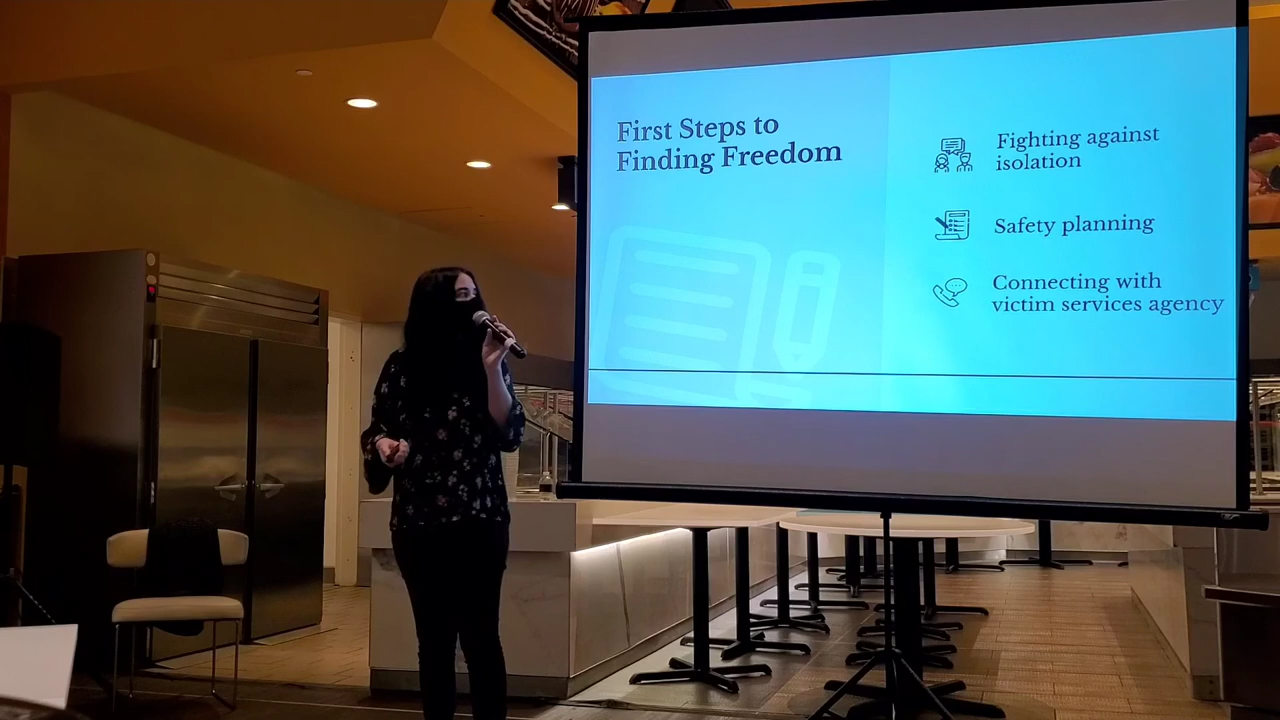 First Steps to
Finding Freedom
Fighting against
isolation
Safety planning
Connecting with
victim services agency